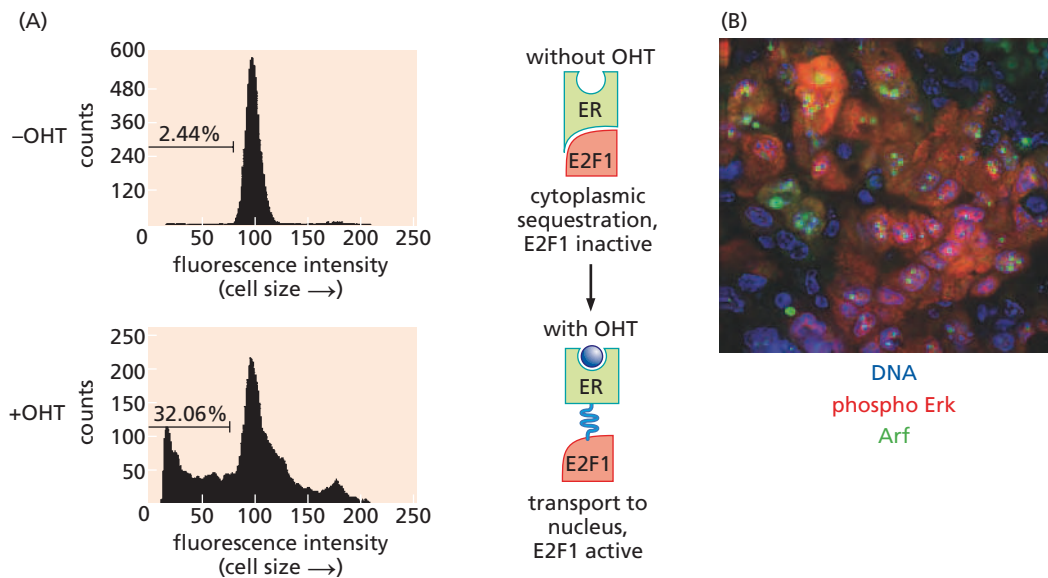 (A)
–OHT
counts
600
480
360
240
120
2.44%
0 50 100 150 200 250
fluorescence intensity
(cell size →)
+OHT
counts
250
200
150
100
50
32.06%
0 50 100 150 200 250
fluorescence intensity
(cell size →)
without OHT
ER
E2F1
cytoplasmic
sequestration,
E2F1 inactive
with OHT
ER
E2F1
transport to
nucleus,
E2F1 active
(B)
DNA
phospho Erk
Arf